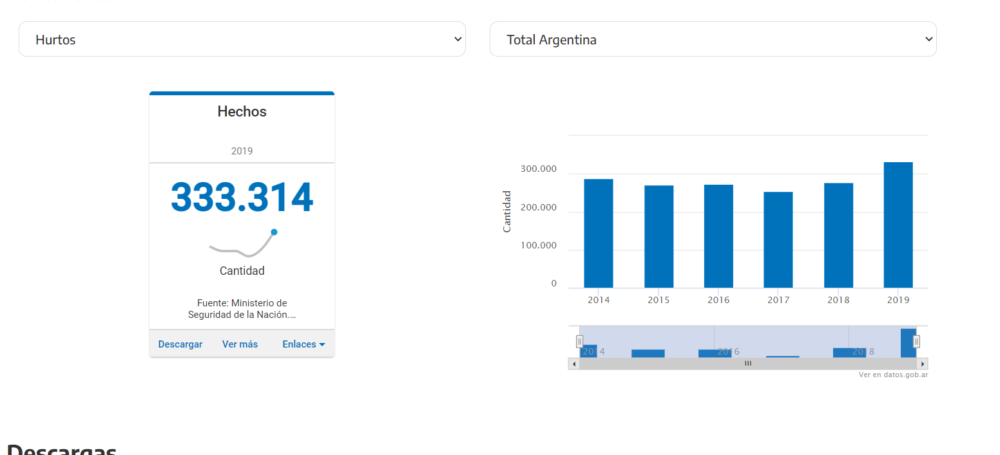 Hurtos
Total Argentina
Hechos
2019
333.314
Cantidad
Fuente: Ministerio de
Seguridad de la Nación....
Descargar Ver más Enlaces
Cantidad
300.000
200.000
100.000
0
2014 2015 2016 2017 2018 2019
2014 2016 2018
Ver en datos.gob.ar
Descargas